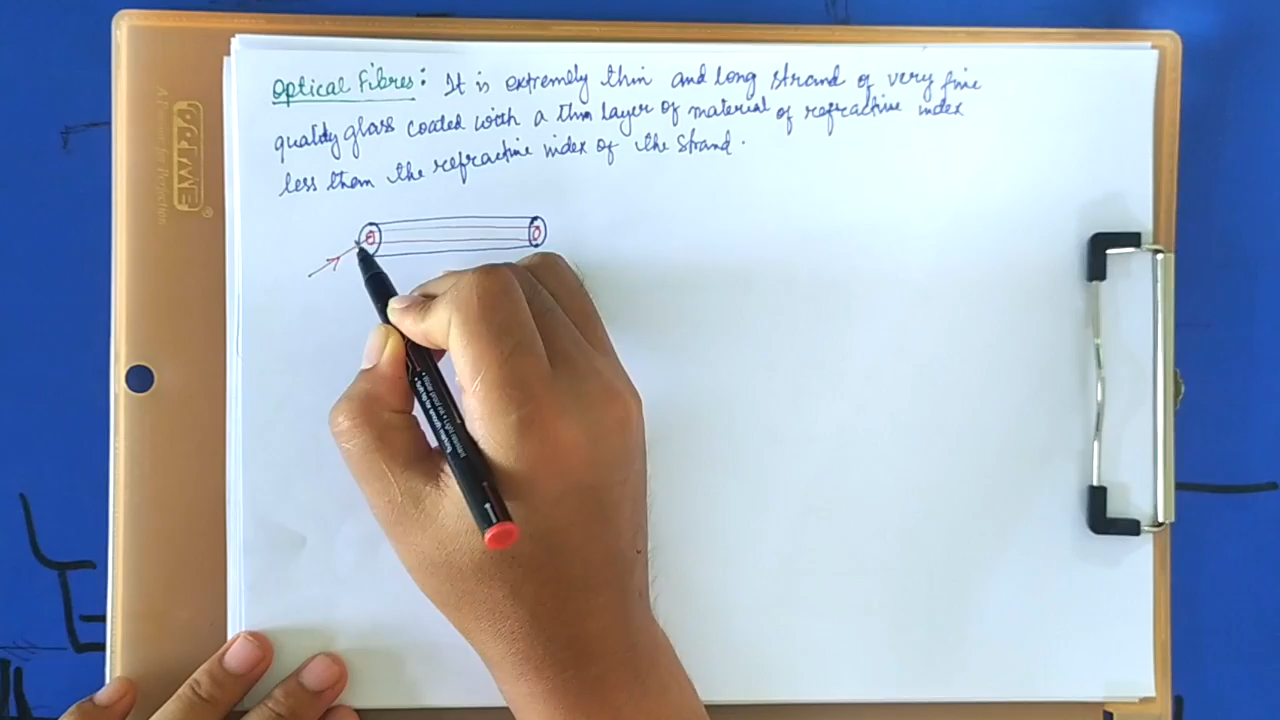 Optical Fibres: It is extremely thin and long strand of very fine
quality glass coated with a thin layer of material of refractive index
less them the refractive index of the strand.